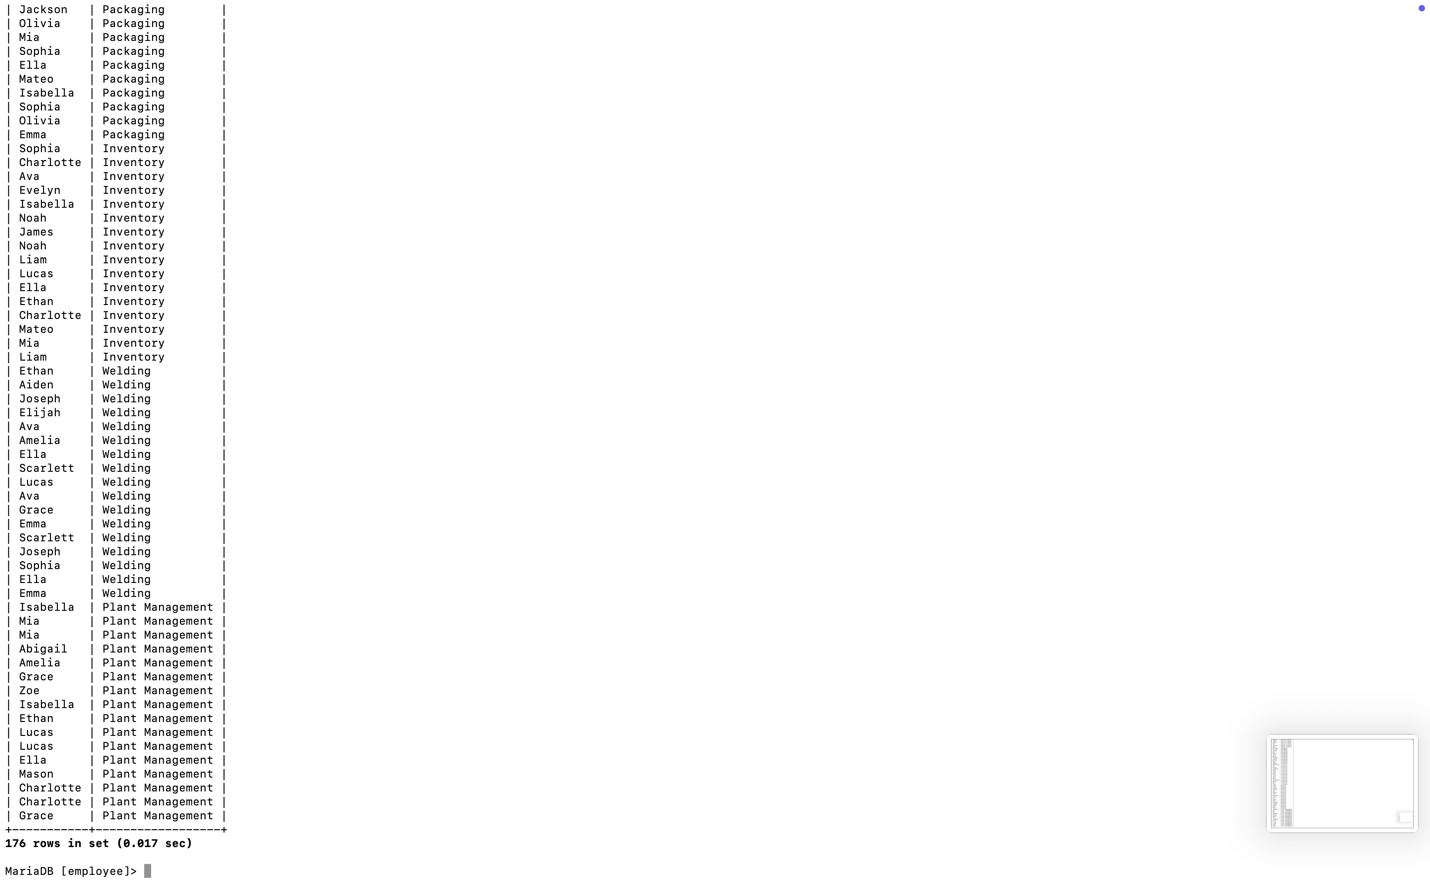 | Jackson   | Packaging        |
| Olivia    | Packaging        |
| Mia       | Packaging        |
| Sophia    | Packaging        |
| Ella      | Packaging        |
| Mateo     | Packaging        |
| Isabella  | Packaging        |
| Sophia    | Packaging        |
| Olivia    | Packaging        |
| Emma      | Packaging        |
| Sophia    | Inventory        |
| Charlotte | Inventory        |
| Ava       | Inventory        |
| Evelyn    | Inventory        |
| Isabella  | Inventory        |
| Noah      | Inventory        |
| James     | Inventory        |
| Noah      | Inventory        |
| Liam      | Inventory        |
| Lucas     | Inventory        |
| Ella      | Inventory        |
| Ethan     | Inventory        |
| Charlotte | Inventory        |
| Mateo     | Inventory        |
| Mia       | Inventory        |
| Liam      | Inventory        |
| Ethan     | Welding          |
| Aiden     | Welding          |
| Joseph    | Welding          |
| Elijah    | Welding          |
| Ava       | Welding          |
| Amelia    | Welding          |
| Ella      | Welding          |
| Scarlett  | Welding          |
| Lucas     | Welding          |
| Ava       | Welding          |
| Grace     | Welding          |
| Emma      | Welding          |
| Scarlett  | Welding          |
| Joseph    | Welding          |
| Sophia    | Welding          |
| Ella      | Welding          |
| Emma      | Welding          |
| Isabella  | Plant Management |
| Mia       | Plant Management |
| Mia       | Plant Management |
| Abigail   | Plant Management |
| Amelia    | Plant Management |
| Grace     | Plant Management |
| Zoe       | Plant Management |
| Isabella  | Plant Management |
| Ethan     | Plant Management |
| Lucas     | Plant Management |
| Lucas     | Plant Management |
| Ella      | Plant Management |
| Mason     | Plant Management |
| Charlotte | Plant Management |
| Charlotte | Plant Management |
| Grace     | Plant Management |
+-----------+------------------+
176 rows in set (0.017 sec)
MariaDB [employee]>